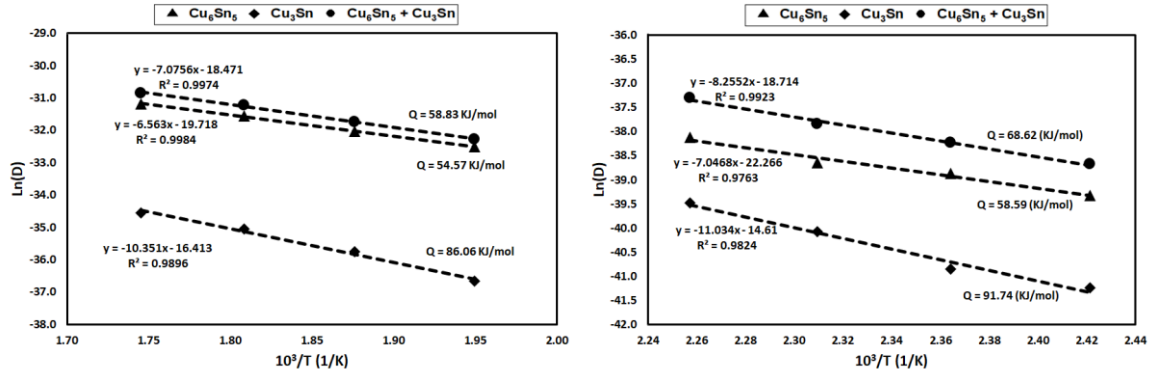 Cu₆Sn₅ Cu₃Sn Cu₆Sn₅ + Cu₃Sn
-29.0
-30.0
-31.0
-32.0
-33.0
-34.0
-35.0
-36.0
-37.0
-38.0
Ln(D)
y = -7.0756x - 18.471
R² = 0.9974
Q = 58.83 KJ/mol
y = -6.563x - 19.718
R² = 0.9984
Q = 54.57 KJ/mol
y = -10.351x - 16.413
R² = 0.9896
Q = 86.06 KJ/mol
1.70 1.75 1.80 1.85 1.90 1.95 2.00
10³/T (1/K)
Cu₆Sn₅ Cu₃Sn Cu₆Sn₅ + Cu₃Sn
-35.0
-36.0
-36.5
-37.0
-37.5
-38.0
-38.5
-39.0
-39.5
-40.0
-40.5
-41.0
-41.5
-42.0
Ln(D)
y = -8.2552x - 18.714
R² = 0.9923
Q = 68.62 (KJ/mol)
y = -7.0468x - 22.266
R² = 0.9763
Q = 58.59 (KJ/mol)
y = -11.034x - 14.61
R² = 0.9824
Q = 91.74 (KJ/mol)
2.24 2.26 2.28 2.30 2.32 2.34 2.36 2.38 2.40 2.42 2.44
10³/T (1/K)